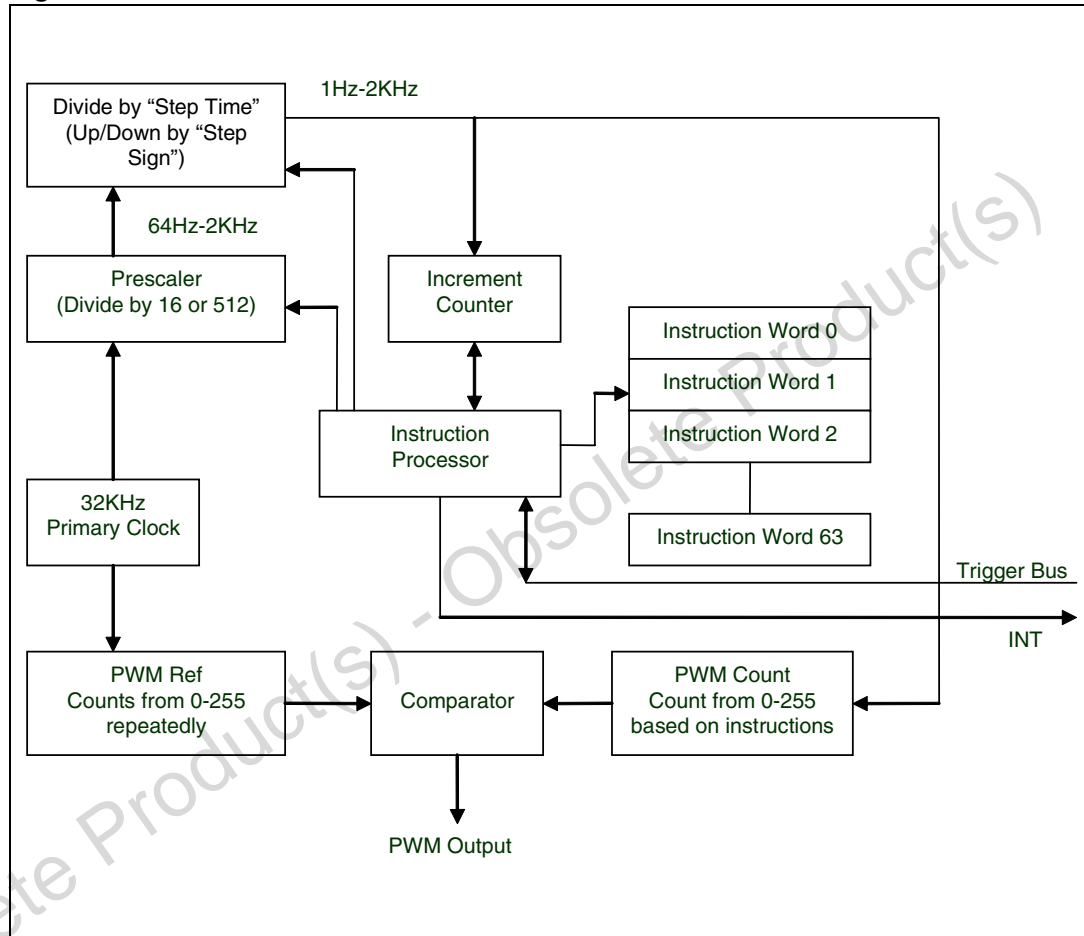 1Hz-2KHz
Divide by “Step Time”
(Up/Down by “Step
Sign”)
64Hz-2KHz
Prescaler
(Divide by 16 or 512)
Increment
Counter
Instruction Word 0
Instruction Word 1
Instruction Word 2
Instruction
Processor
32KHz
Primary Clock
Instruction Word 63
Trigger Bus
INT
PWM Ref
Counts from 0-255
repeatedly
Comparator
PWM Count
Count from 0-255
based on instructions
PWM Output
Product(s) - Obsolete Product(s)